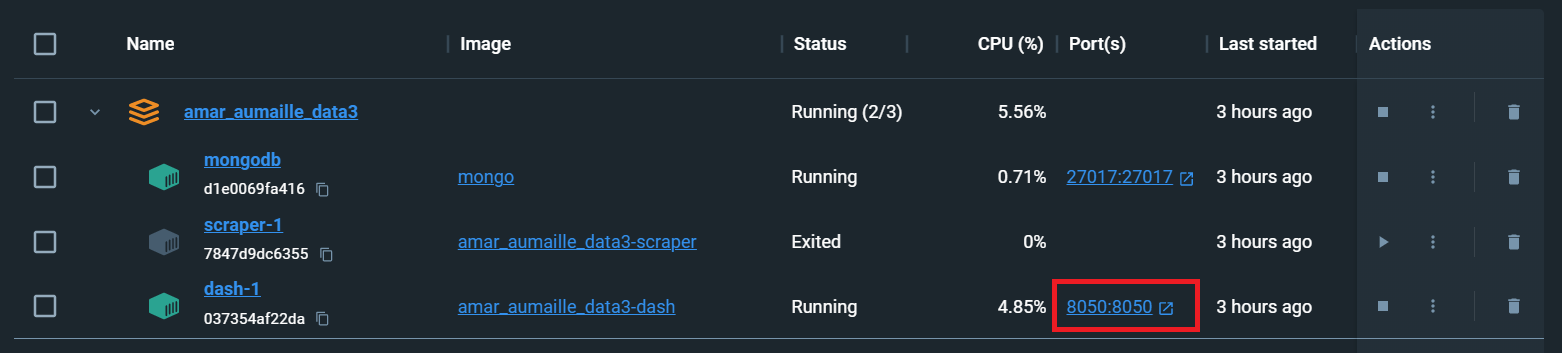 Name Image Status CPU (%) Port(s) Last started Actions
amar_aumaille_data3 Running (2/3) 5.56% 3 hours ago
mongodb
d1e0069fa416 mongo Running 0.71% 27017:27017 3 hours ago
scraper-1
7847d9dc6355 amar_aumaille_data3-scraper Exited 0% 3 hours ago
dash-1
037354af22da amar_aumaille_data3-dash Running 4.85% 8050:8050 3 hours ago